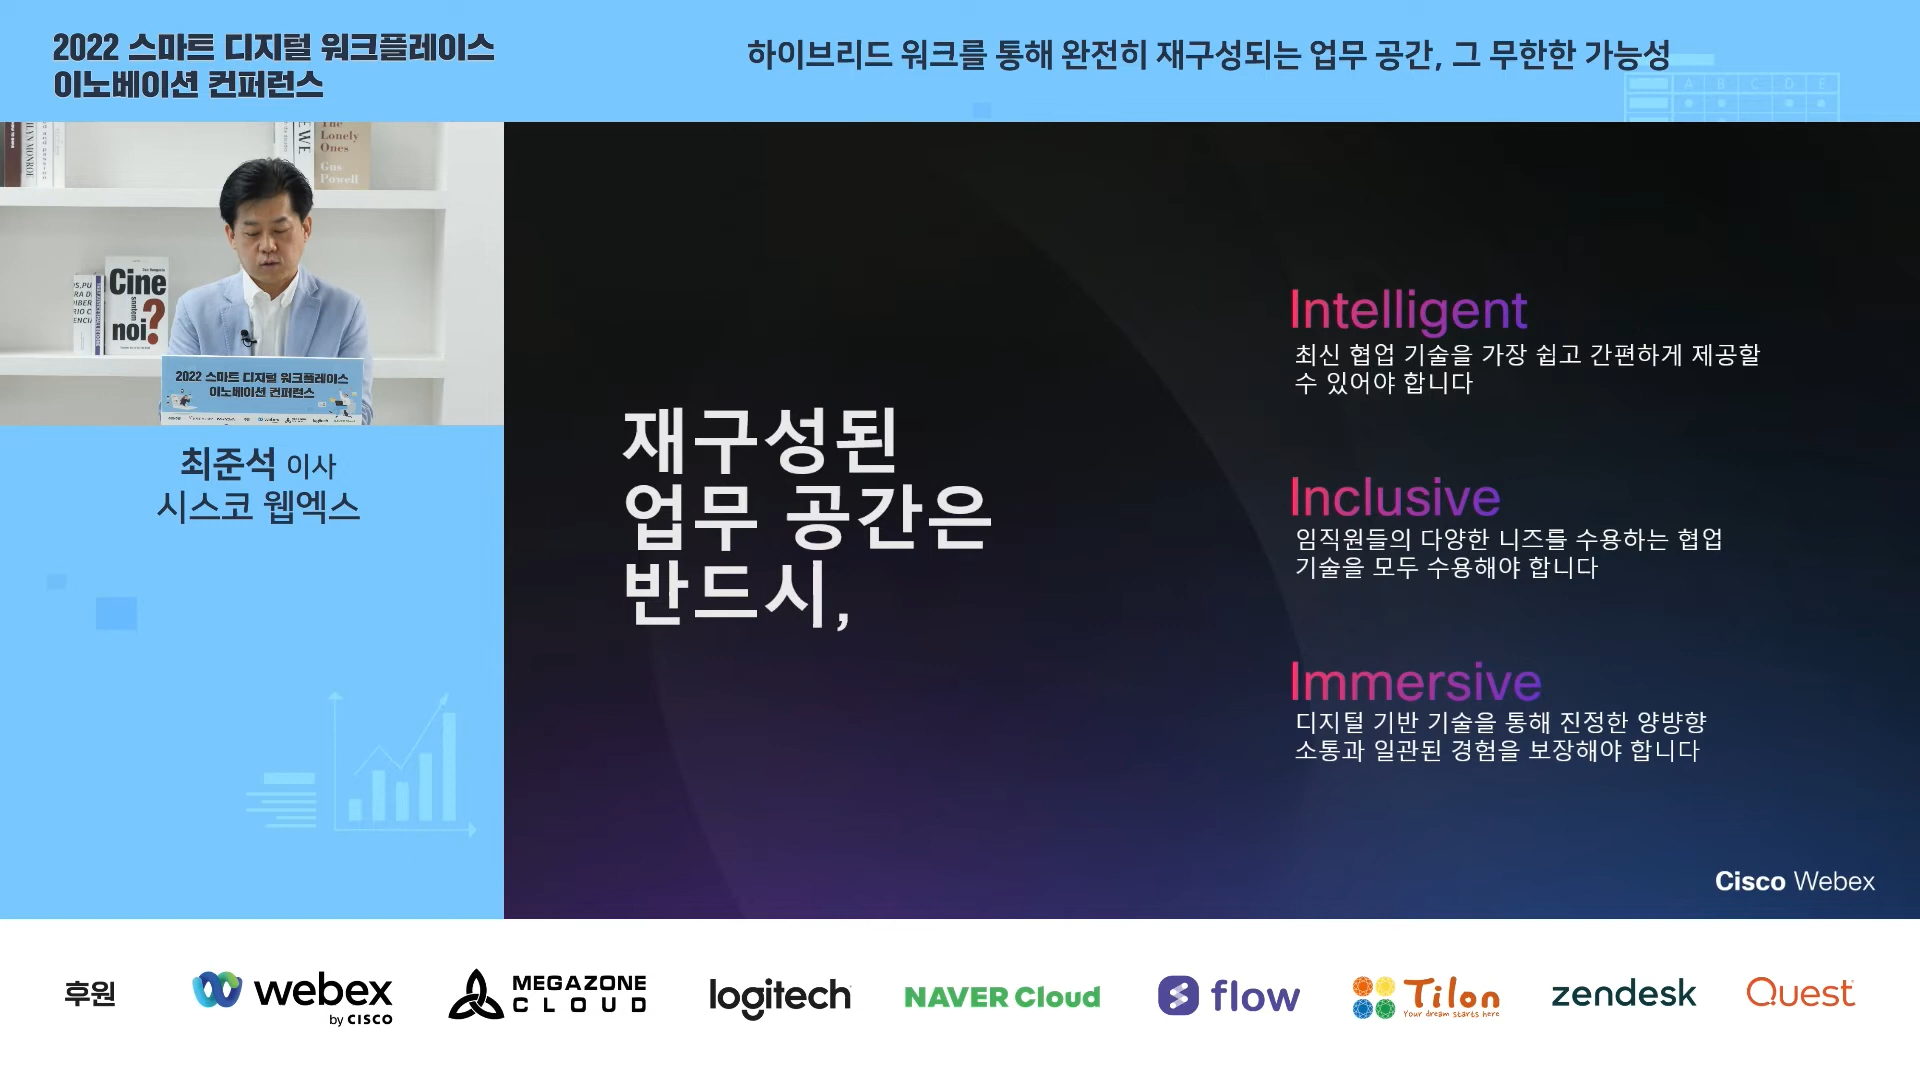 2022 스마트 디지털 워크플레이스
이노베이션 컨퍼런스
하이브리드 워크를 통해 완전히 재구성되는 업무 공간, 그 무한한 가능성
The
Lonely
Ones
Gus
Powell
Cine
noi?
2022 스마트 디지털 워크플레이스
이노베이션 컨퍼런스
최준석 이사
시스코 웹엑스
재구성된
업무 공간은
반드시,
Intelligent
최신 협업 기술을 가장 쉽고 간편하게 제공할
수 있어야 합니다
Inclusive
임직원들의 다양한 니즈를 수용하는 협업
기술을 모두 수용해야 합니다
Immersive
디지털 기반 기술을 통해 진정한 양방향
소통과 일관된 경험을 보장해야 합니다
Cisco Webex
후원
webex
by CISCO
MEGAZONE
CLOUD
logitech
NAVER Cloud
flow
Tilon
Your dream starts here
zendesk
Quest